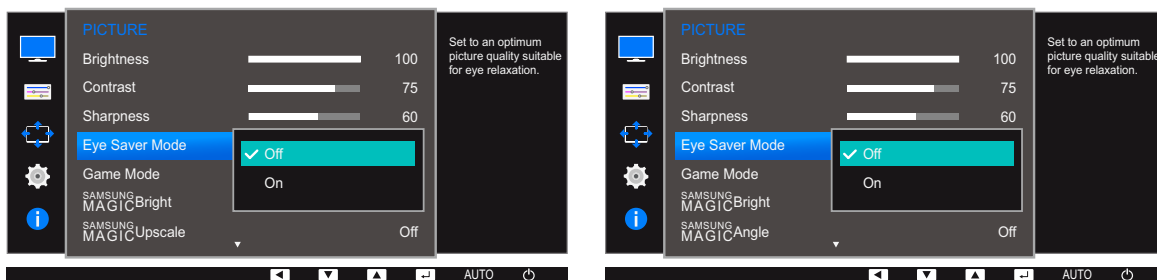 PICTURE
Brightness 100
Contrast 75
Sharpness 60
Eye Saver Mode
Off
Game Mode
On
SAMSUNG
MAGICBright
SAMSUNG
MAGICUpscale Off
Set to an optimum
picture quality suitable
for eye relaxation.
AUTO
PICTURE
Brightness 100
Contrast 75
Sharpness 60
Eye Saver Mode
Off
Game Mode
On
SAMSUNG
MAGICBright
SAMSUNG
MAGICAngle Off
Set to an optimum
picture quality suitable
for eye relaxation.
AUTO